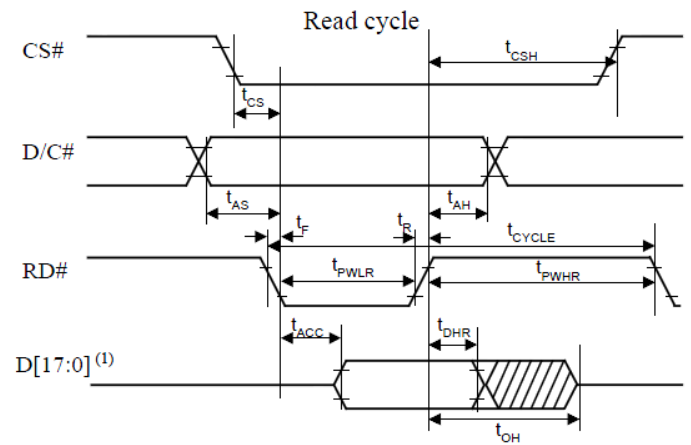 Read cycle
CS#
tCSH
tCS
D/C#
tAS
tF
tR
tAH
tCYCLE
RD#
tPWLR
tPWHR
tACC
tDHR
D[17:0] (1)
tOH